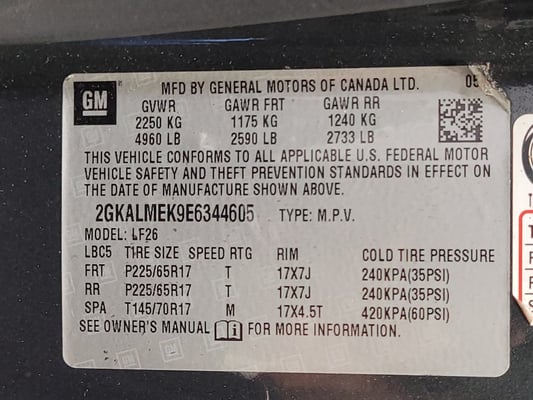 GM
MFD BY GENERAL MOTORS OF CANADA LTD. 05
GVWR GAWR FRT GAWR RR
2250 KG 1175 KG 1240 KG
4960 LB 2590 LB 2733 LB
THIS VEHICLE CONFORMS TO ALL APPLICABLE U.S. FEDERAL MOTOR
VEHICLE SAFETY AND THEFT PREVENTION STANDARDS IN EFFECT ON
THE DATE OF MANUFACTURE SHOWN ABOVE.
2GKALMEK9E6344605 TYPE: M.P.V.
MODEL: LF26
LBC5 TIRE SIZE SPEED RTG RIM COLD TIRE PRESSURE
FRT P225/65R17 T 17X7J 240KPA(35PSI)
RR P225/65R17 T 17X7J 240KPA(35PSI)
SPA T145/70R17 M 17X4.5T 420KPA(60PSI)
SEE OWNER'S MANUAL FOR MORE INFORMATION.